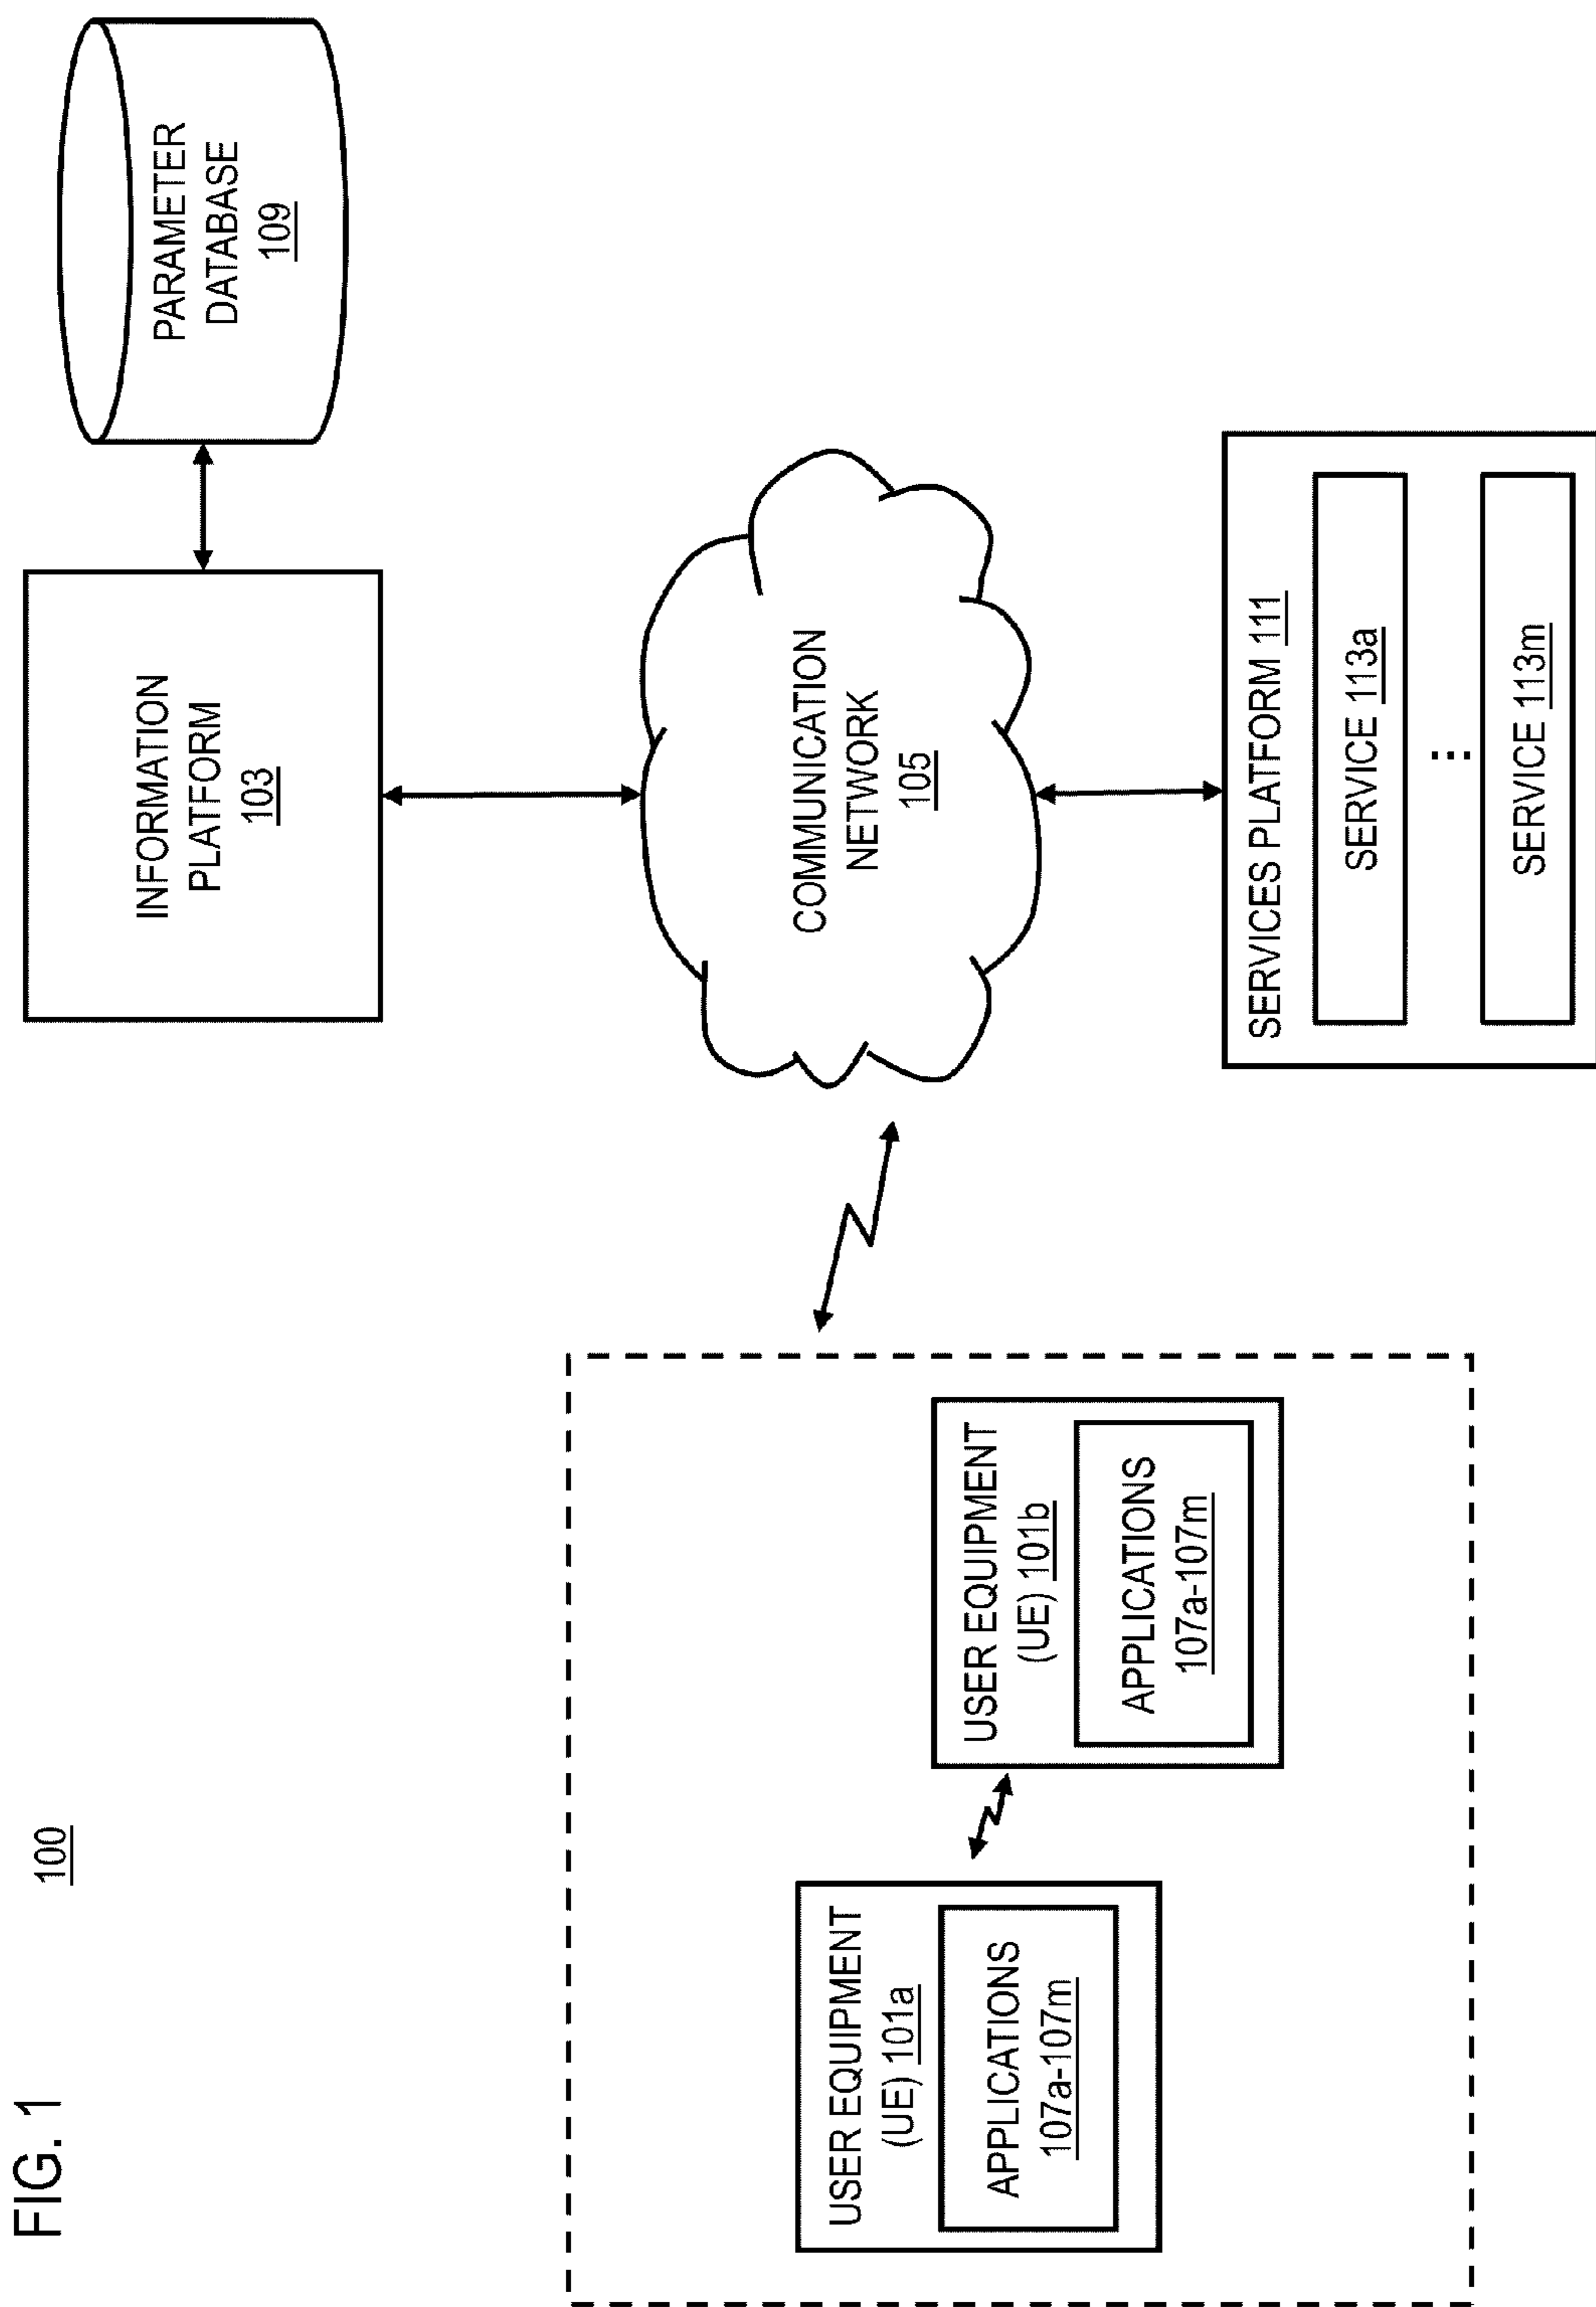 FIG. 1
100
USER EQUIPMENT
(UE) 101a
APPLICATIONS
107a-107m
USER EQUIPMENT
(UE) 101b
APPLICATIONS
107a-107m
INFORMATION
PLATFORM
103
PARAMETER
DATABASE
109
COMMUNICATION
NETWORK
105
SERVICES PLATFORM 111
SERVICE 113a
...
SERVICE 113m